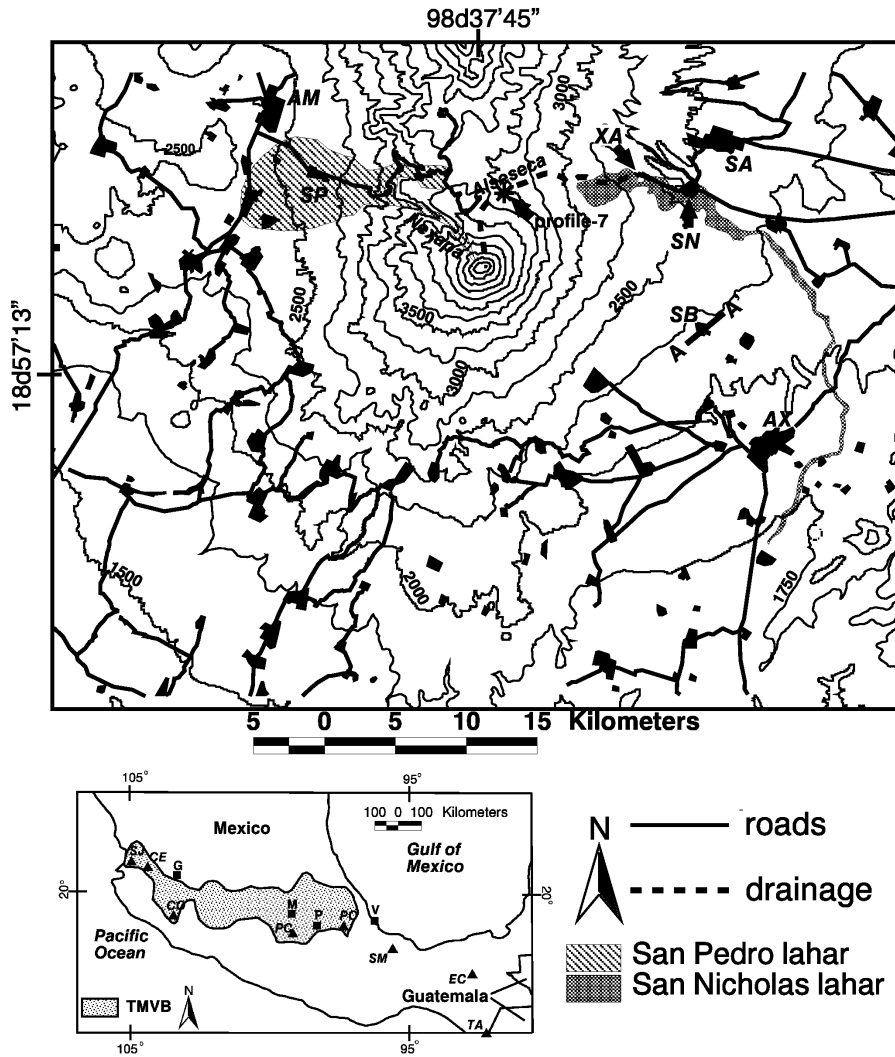 98d37'45"
3000
AM
XA
2500
SA
Alseseca
SP
profile-7
Nexapa
SN
2500
2500
SB
A
3500
A
18d57'13"
3000
AX
1500
2000
1750
5 0 5 10 15 Kilometers
105°
95°
100 0 100 Kilometers
Mexico
Gulf of
Mexico
SJ
CE
G
20°
20°
CO
M
PC
P
PO
V
Pacific
Ocean
SM
EC
Guatemala
TMVB
N
TA
105°
95°
N
roads
drainage
San Pedro lahar
San Nicholas lahar